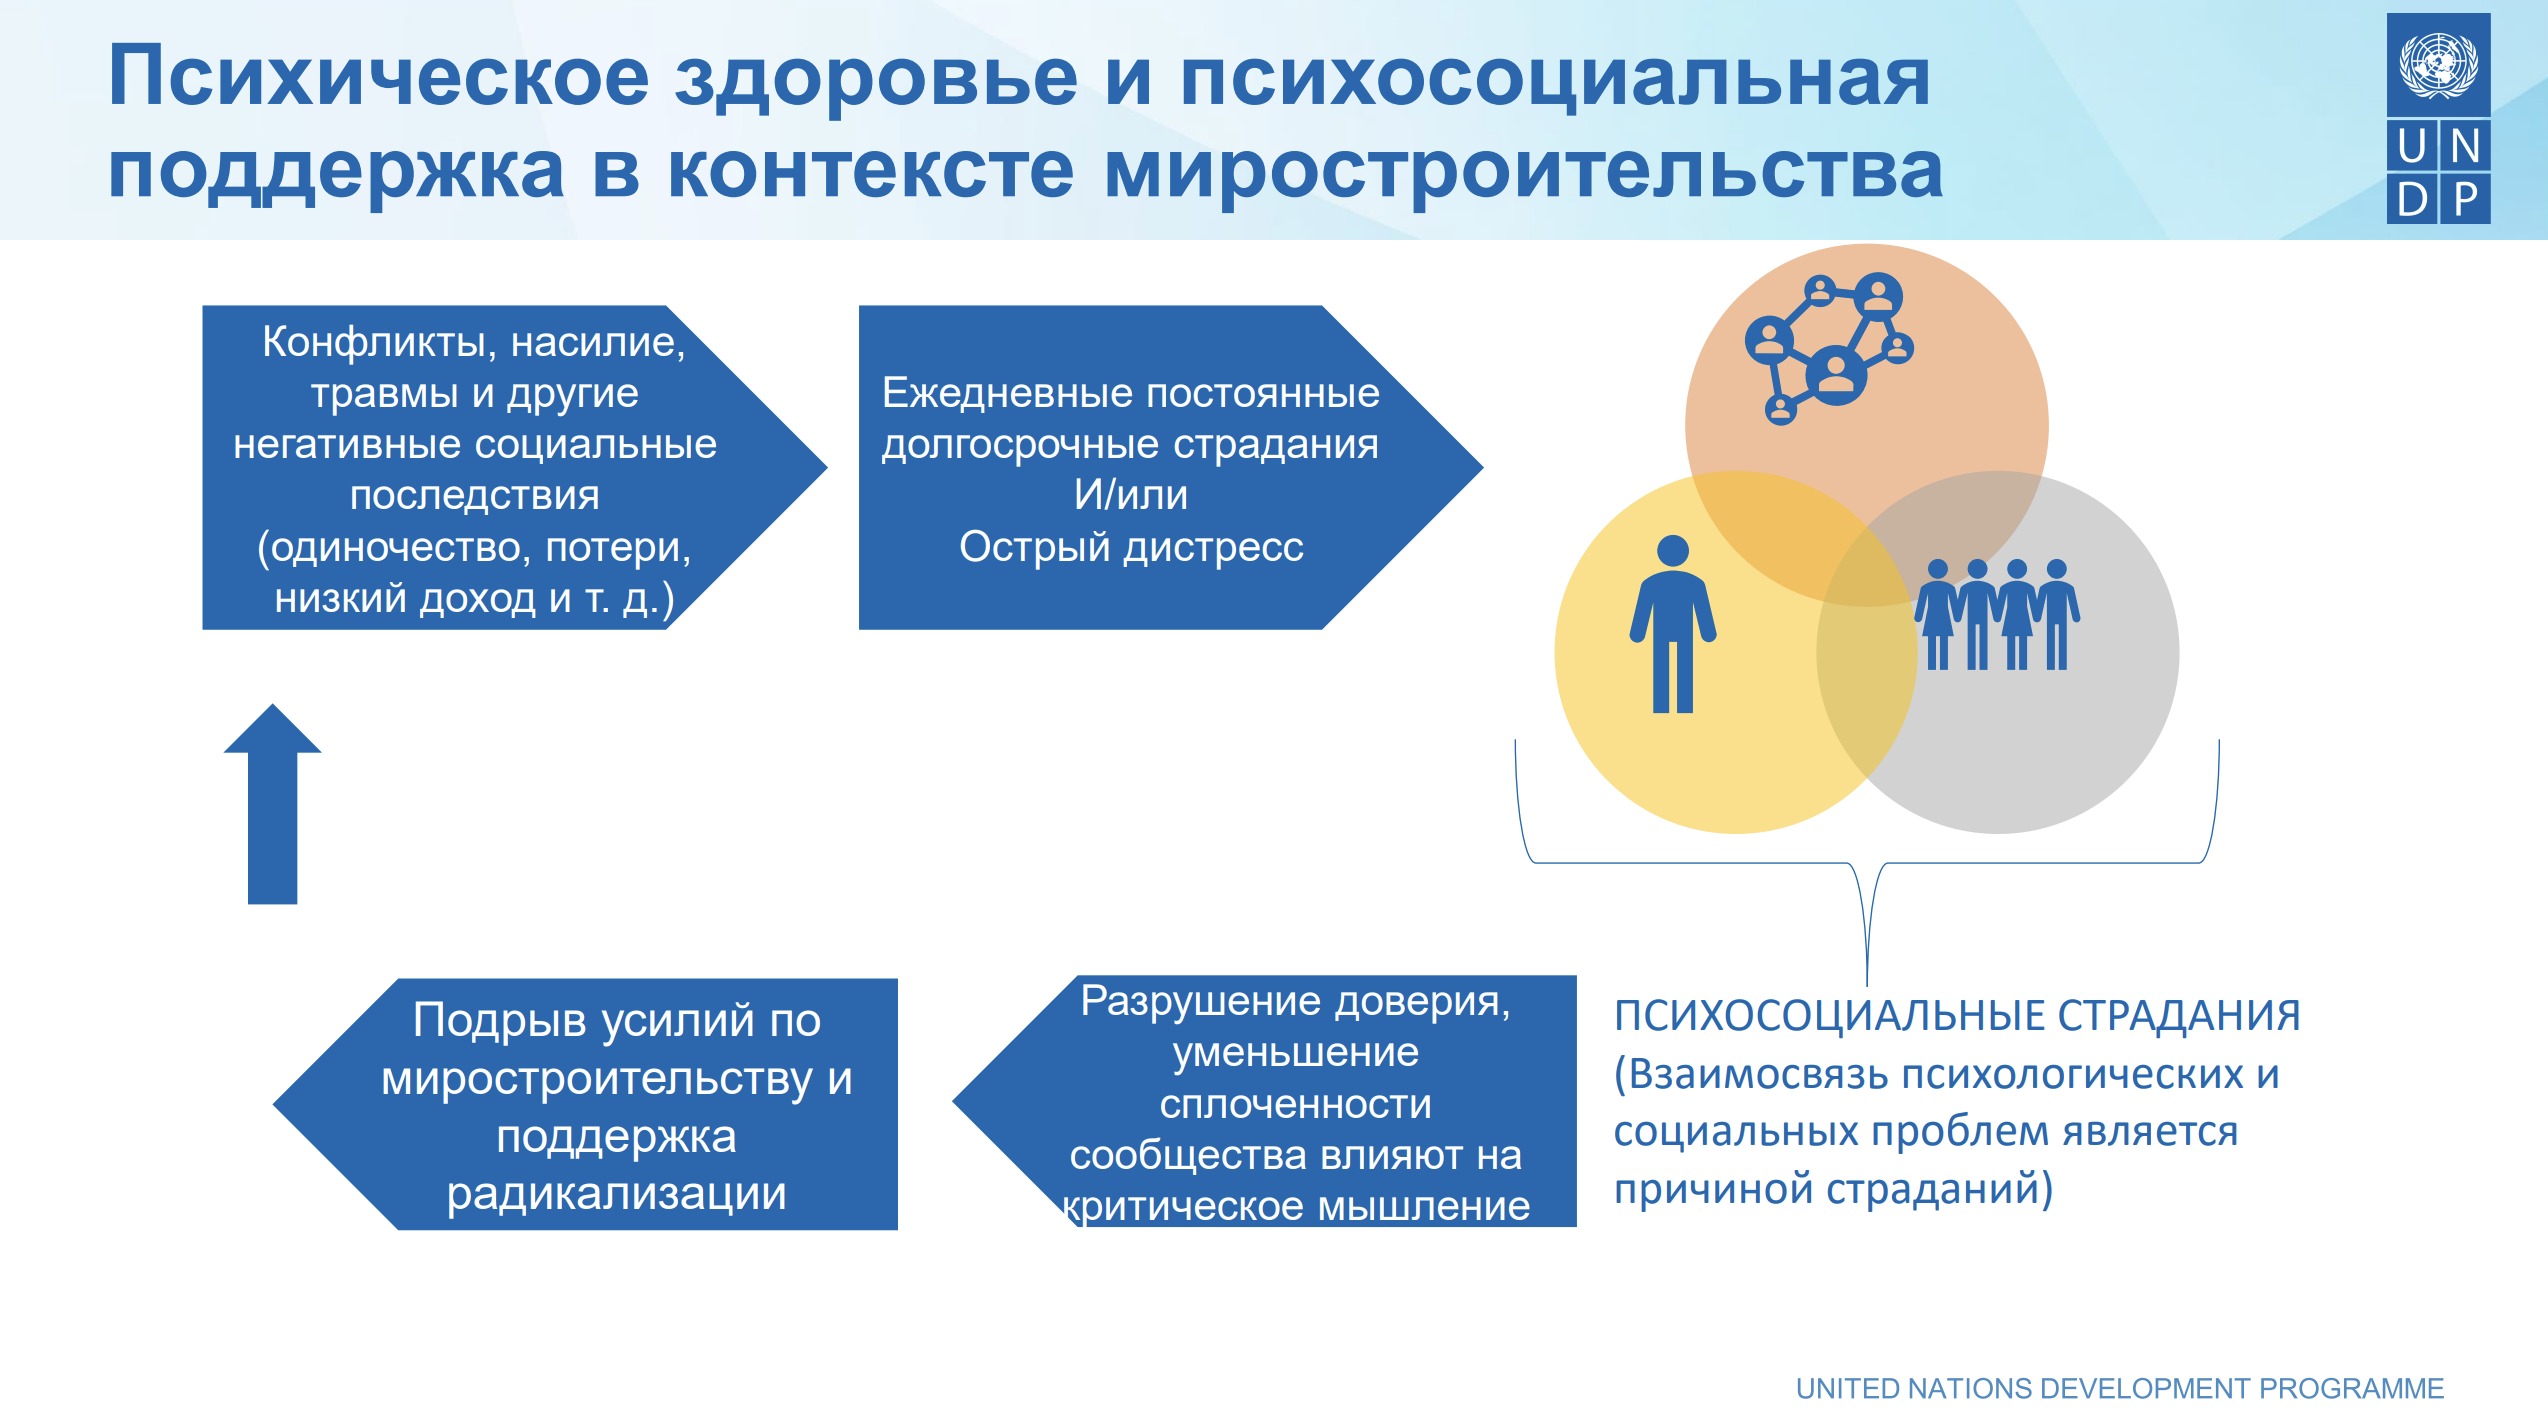 Психическое здоровье и психосоциальная
поддержка в контексте миростроительства
UN
DP
Конфликты, насилие,
травмы и другие
негативные социальные
последствия
(одиночество, потери,
низкий доход и т. д.)
Ежедневные постоянные
долгосрочные страдания
И/или
Острый дистресс
ПСИХОСОЦИАЛЬНЫЕ СТРАДАНИЯ
(Взаимосвязь психологических и
социальных проблем является
причиной страданий)
Разрушение доверия,
уменьшение
сплоченности
сообщества влияют на
критическое мышление
Подрыв усилий по
миростроительству и
поддержка
радикализации
UNITED NATIONS DEVELOPMENT PROGRAMME